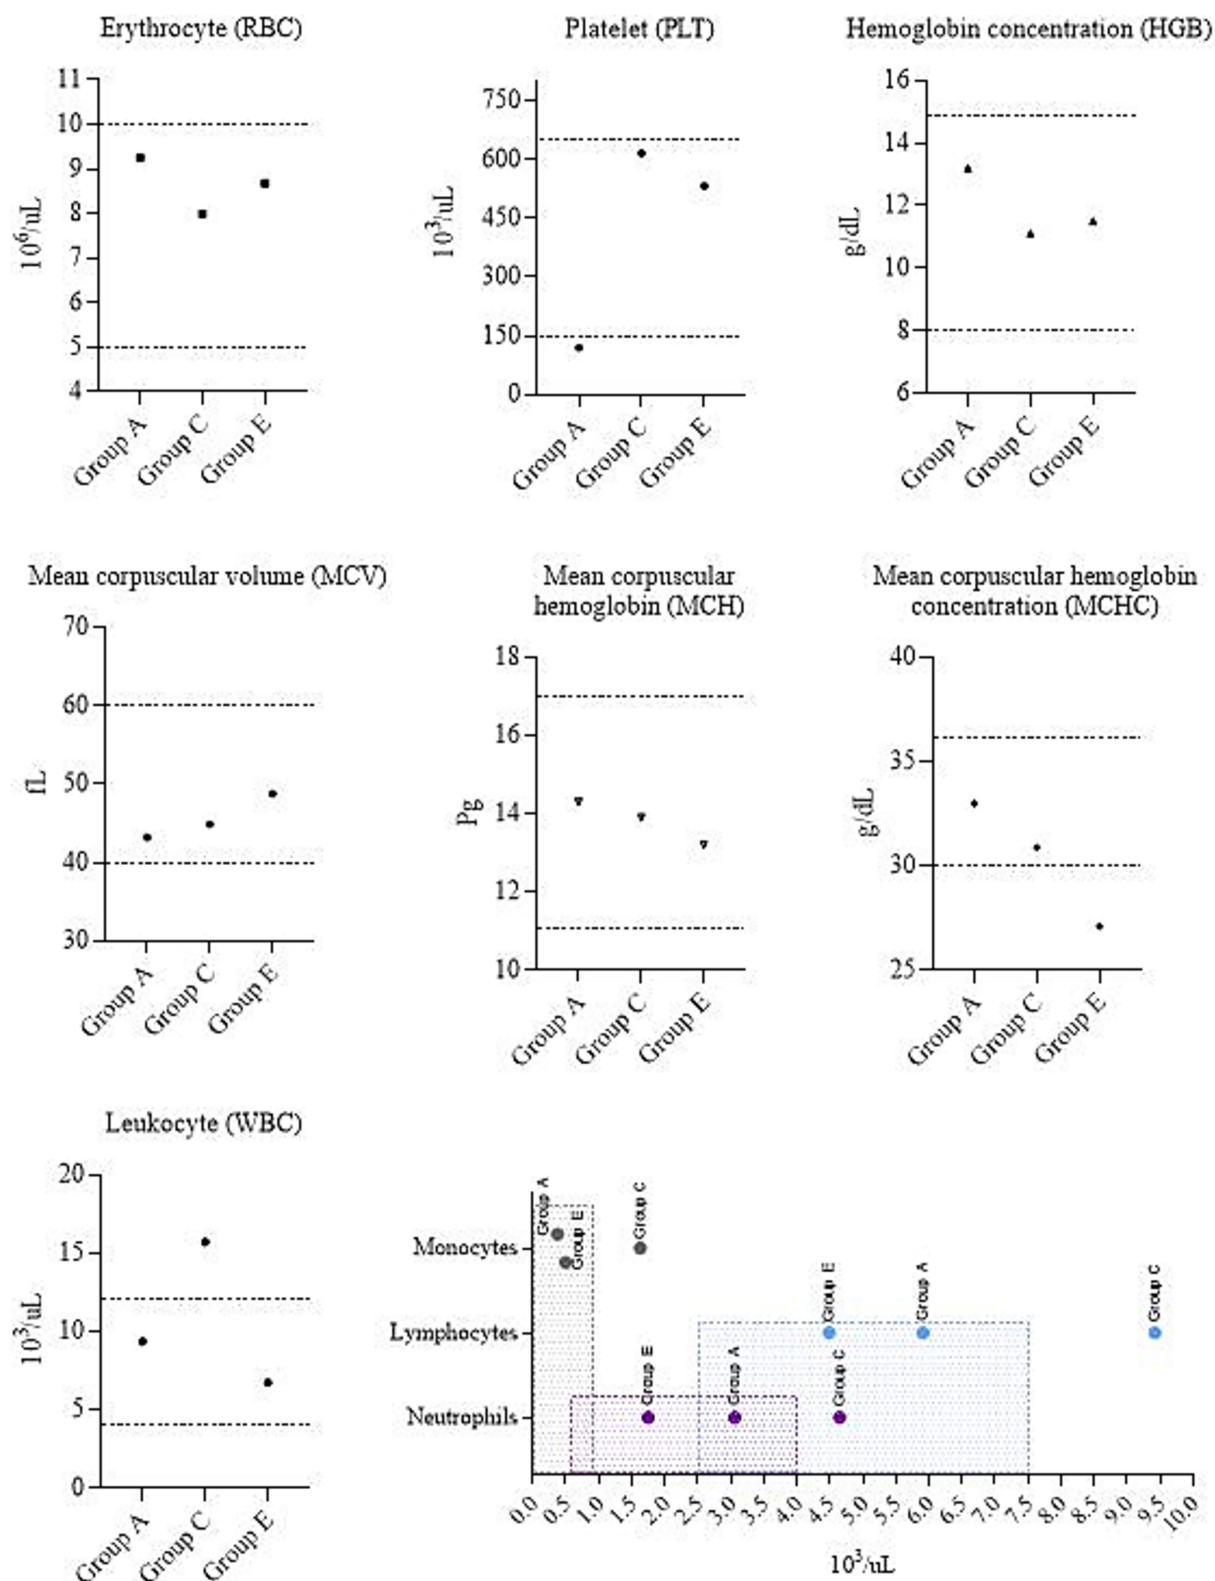 Erythrocyte (RBC)
11
10
9
8
7
6
5
4
10⁶/uL
Group A
Group C
Group E
Platelet (PLT)
750
600
450
300
150
0
10³/uL
Group A
Group C
Group E
Hemoglobin concentration (HGB)
16
14
12
10
8
6
g/dL
Group A
Group C
Group E
Mean corpuscular volume (MCV)
70
60
50
40
30
fL
Group A
Group C
Group E
Mean corpuscular
hemoglobin (MCH)
18
16
14
12
10
Pg
Group A
Group C
Group E
Mean corpuscular hemoglobin
concentration (MCHC)
40
35
30
25
g/dL
Group A
Group C
Group E
Leukocyte (WBC)
20
15
10
5
0
10³/uL
Group A
Group C
Group E
Monocytes
Group A
Group E
Group C
Lymphocytes
Group E
Group A
Group C
Neutrophils
Group E
Group A
Group C
0.0
0.5
1.0
1.5
2.0
2.5
3.0
3.5
4.0
4.5
5.0
5.5
6.0
6.5
7.0
7.5
8.0
8.5
9.0
9.5
10.0
10³/uL